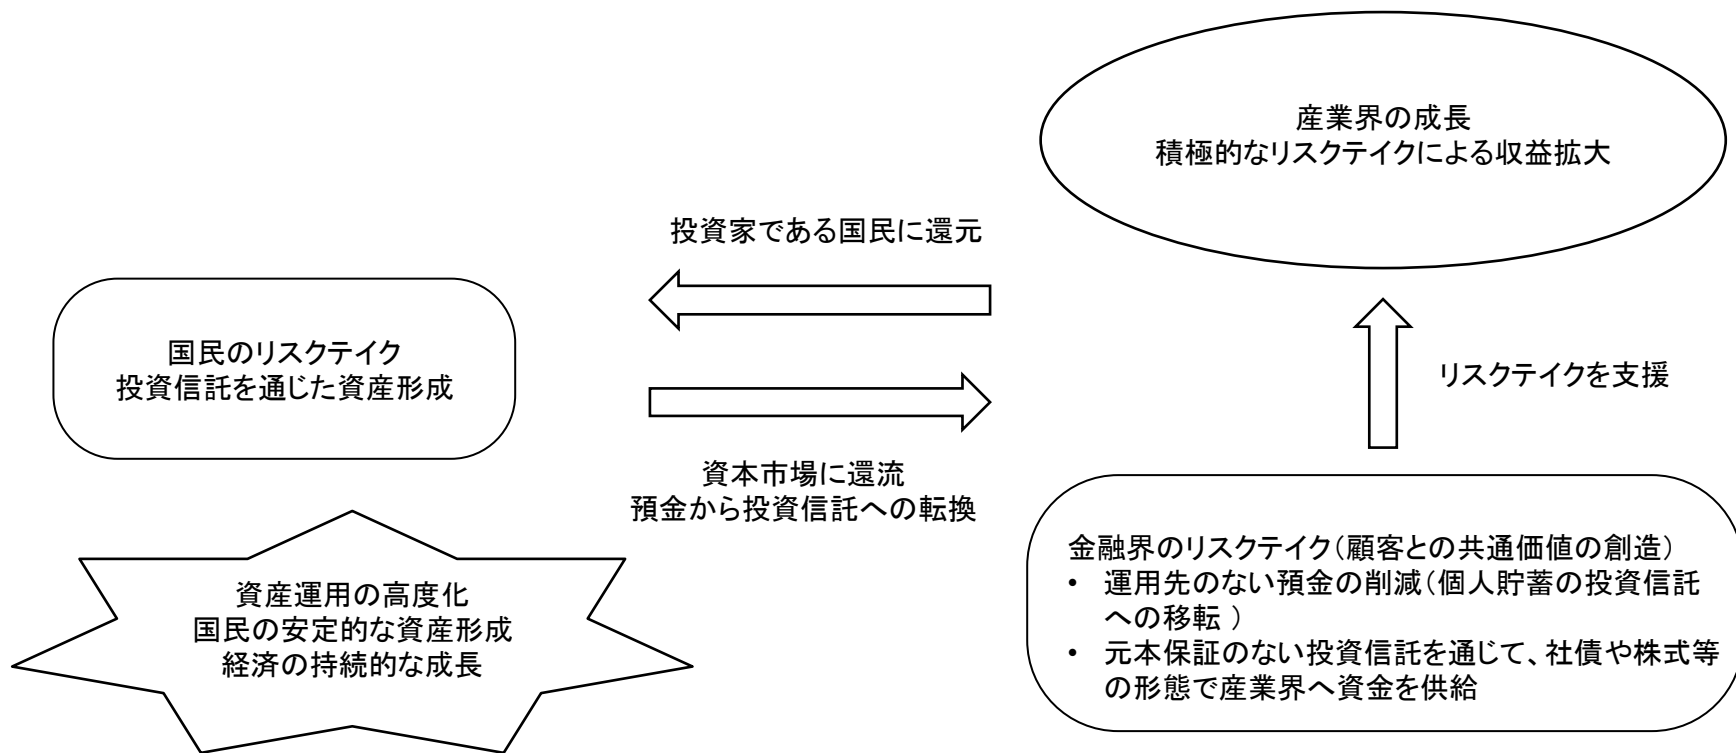 産業界の成長
積極的なリスクテイクによる収益拡大
投資家である国民に還元
国民のリスクテイク
投資信託を通じた資産形成
リスクテイクを支援
資本市場に還流
預金から投資信託への転換
金融界のリスクテイク(顧客との共通価値の創造)
• 運用先のない預金の削減(個人貯蓄の投資信託
への移転 )
• 元本保証のない投資信託を通じて、社債や株式等
の形態で産業界へ資金を供給
資産運用の高度化
国民の安定的な資産形成
経済の持続的な成長